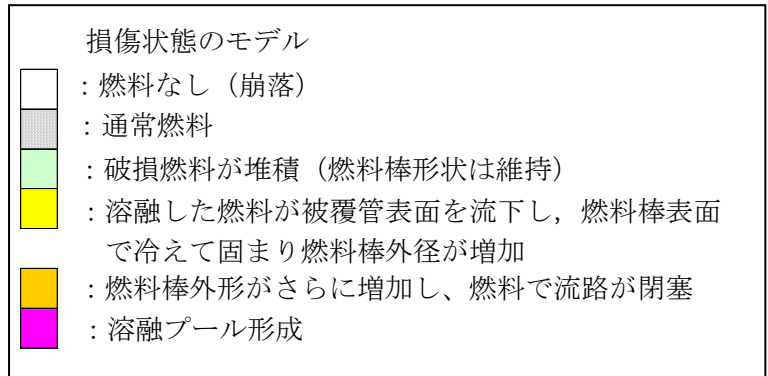 損傷状態のモデル
：燃料なし（崩落）
：通常燃料
：破損燃料が堆積（燃料棒形状は維持）
：溶融した燃料が被覆管表面を流下し，燃料棒表面
で冷えて固まり燃料棒外径が増加
：燃料棒外形がさらに増加し、燃料で流路が閉塞
：溶融プール形成